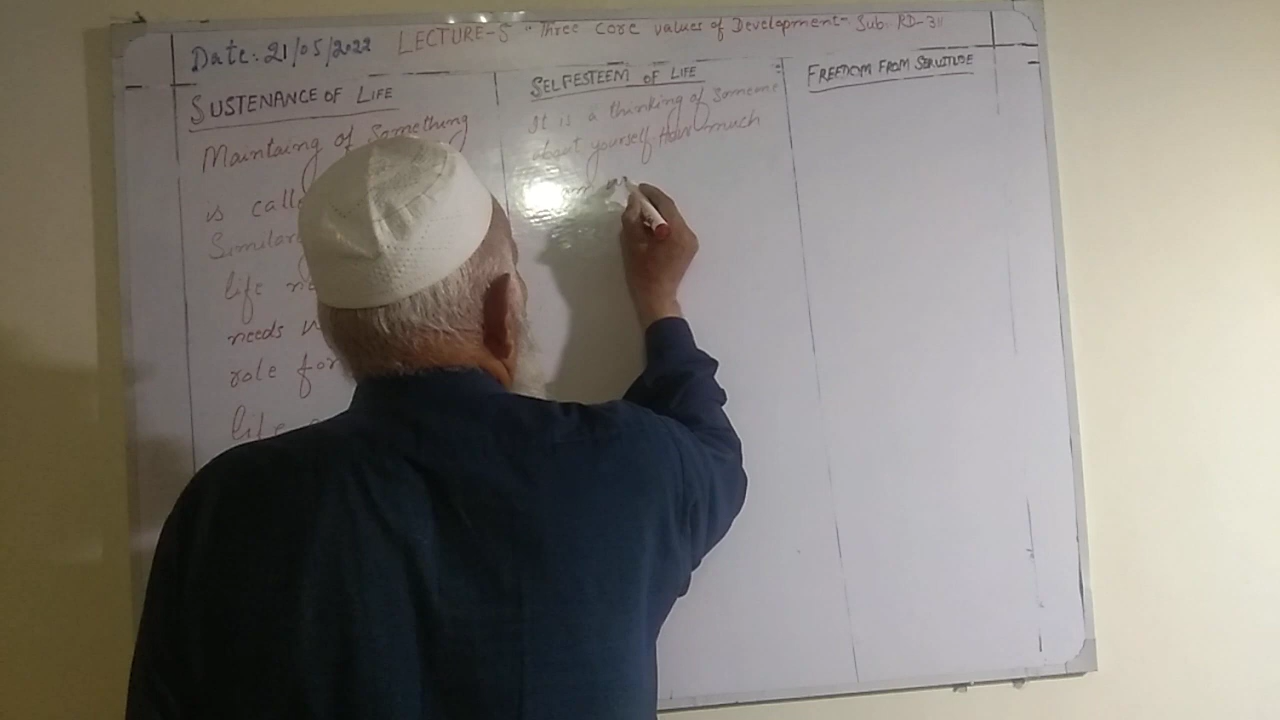 Date: 21/05/2022 LECTURE-5 "Three core values of Development" Sub: RD-311
SUSTENANCE OF LIFE
Maintaing of Something
is
Similar
life
needs
role for
life
SELFESTEEM OF LIFE
It is a thinking of someone
about yourself How much
FREEDOM FROM SERVITUDE